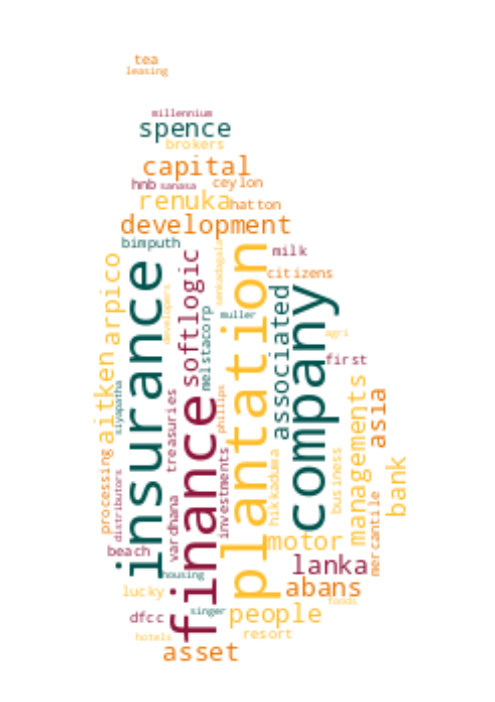 tea
leasing
millennium
spence
brokers
capital
hnb
sanasa
ceylon
renuka
hatton
development
bimputh
milk
citizens
senkadagala
arpico
insurance
softlogic
plantation
developers
melstacorp
muller
associated
company
agri
first
aitken
siyapatha
treasuries
phillips
managements
asia
processing
distributors
finance
investments
hikkaduwa
business
bank
vardhana
mercantile
beach
motor
lanka
housing
abans
lucky
foods
dfcc
singer
people
hotels
resort
asset